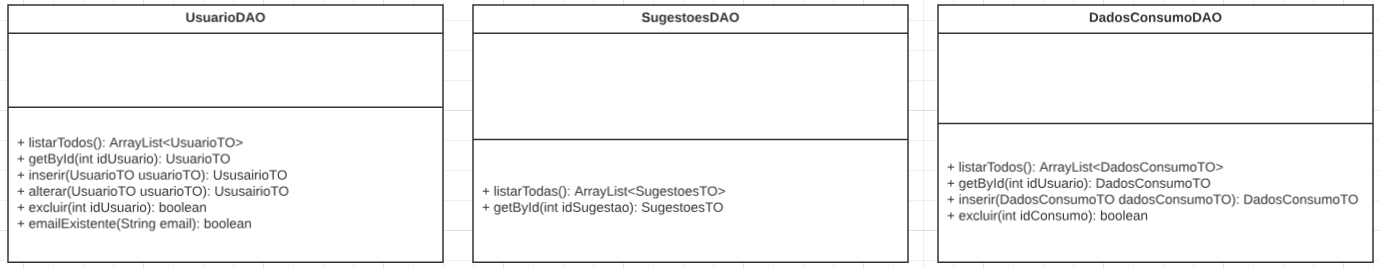 UsuarioDAO
+ listarTodos(): ArrayList<UsuarioTO>
+ getById(int idUsuario): UsuarioTO
+ inserir(UsuarioTO usuarioTO): UsusairioTO
+ alterar(UsuarioTO usuarioTO): UsusairioTO
+ excluir(int idUsuario): boolean
+ emailExistente(String email): boolean
SugestoesDAO
+ listarTodas(): ArrayList<SugestoesTO>
+ getById(int idSugestao): SugestoesTO
DadosConsumoDAO
+ listarTodos(): ArrayList<DadosConsumoTO>
+ getById(int idUsuario): DadosConsumoTO
+ inserir(DadosConsumoTO dadosConsumoTO): DadosConsumoTO
+ excluir(int idConsumo): boolean